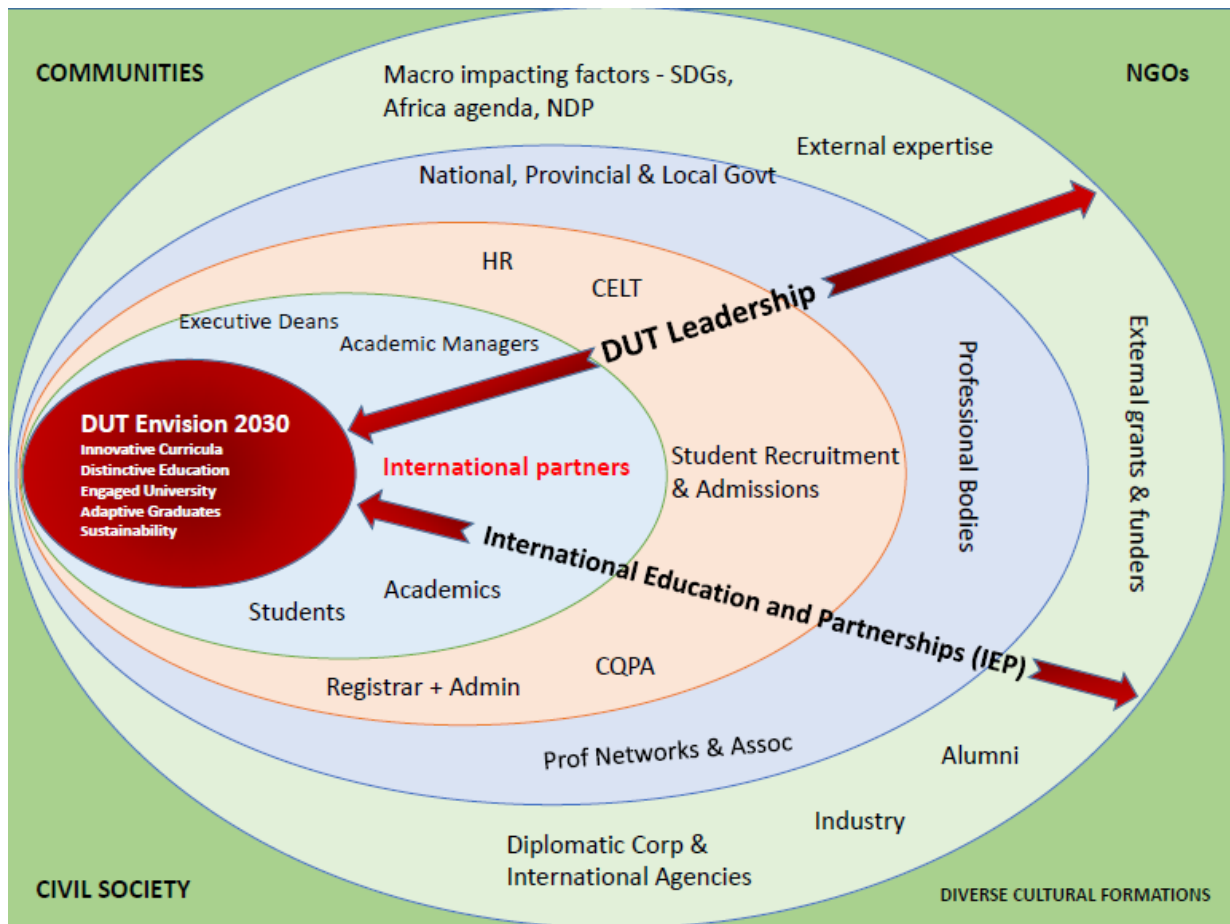 COMMUNITIES
NGOs
Macro impacting factors - SDGs,
Africa agenda, NDP
External expertise
National, Provincial & Local Govt
HR
CELT
DUT Leadership
Executive Deans
Academic Managers
DUT Envision 2030
Innovative Curricula
Distinctive Education
Engaged University
Adaptive Graduates
Sustainability
International partners
Student Recruitment
& Admissions
Professional Bodies
External grants & funders
International Education and Partnerships (IEP)
Academics
Students
CQPA
Registrar + Admin
Prof Networks & Assoc
Alumni
Industry
Diplomatic Corp &
International Agencies
CIVIL SOCIETY
DIVERSE CULTURAL FORMATIONS